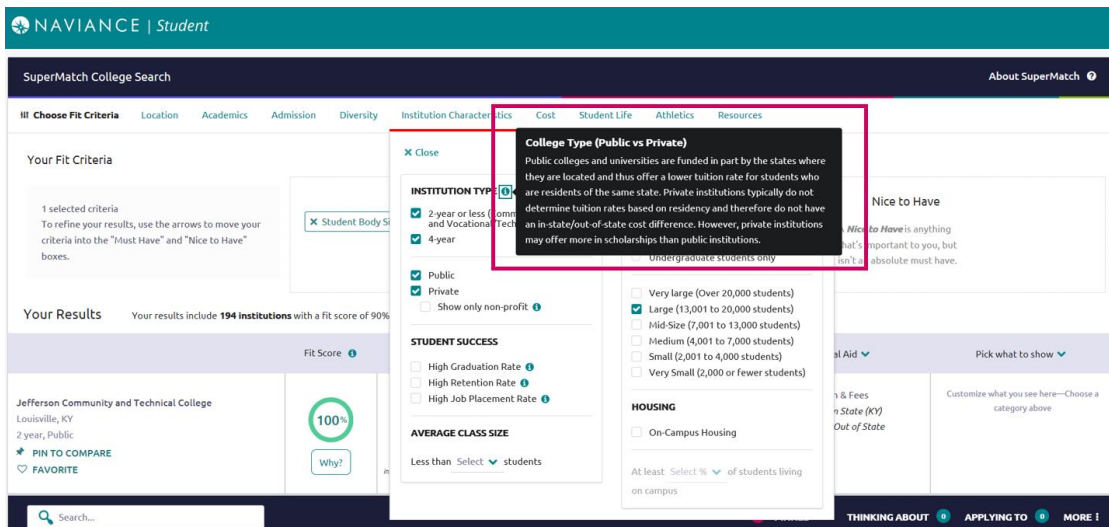 NAVIANCE | Student
SuperMatch College Search
About SuperMatch
Choose Fit Criteria Location Academics Admission Diversity Institution Characteristics Cost Student Life Athletics Resources
Your Fit Criteria
1 selected criteria
To refine your results, use the arrows to move your
criteria into the "Must Have" and "Nice to Have"
boxes.
Student Body
Close
INSTITUTION TYPE
2-year or less
and Vocational
4-year
Public
Private
Show only non-profit
STUDENT SUCCESS
High Graduation Rate
High Retention Rate
High Job Placement Rate
AVERAGE CLASS SIZE
Less than Select students
College Type (Public vs Private)
Public colleges and universities are funded in part by the states where
they are located and thus offer a lower tuition rate for students who
are residents of the same state. Private institutions typically do not
determine tuition rates based on residency and therefore do not have
an in-state/out-of-state cost difference. However, private institutions
may offer more in scholarships than public institutions.
Undergraduate students only
Very large (Over 20,000 students)
Large (13,001 to 20,000 students)
Mid-Size (7,001 to 13,000 students)
Medium (4,001 to 7,000 students)
Small (2,001 to 4,000 students)
Very Small (2,000 or fewer students)
HOUSING
On-Campus Housing
At least Select % of students living
on campus
Nice to Have
Nice to Have is anything
that's important to you, but
isn't an absolute must have.
Your Results Your results include 194 institutions with a fit score of 90%
Fit Score
Aid
Pick what to show
Jefferson Community and Technical College
Louisville, KY
2 year, Public
PIN TO COMPARE
FAVORITE
100%
Why?
& Fees
State (KY)
Out of State
Customize what you see here—Choose a
category above
Search...
THINKING ABOUT 0 APPLYING TO 0 MORE